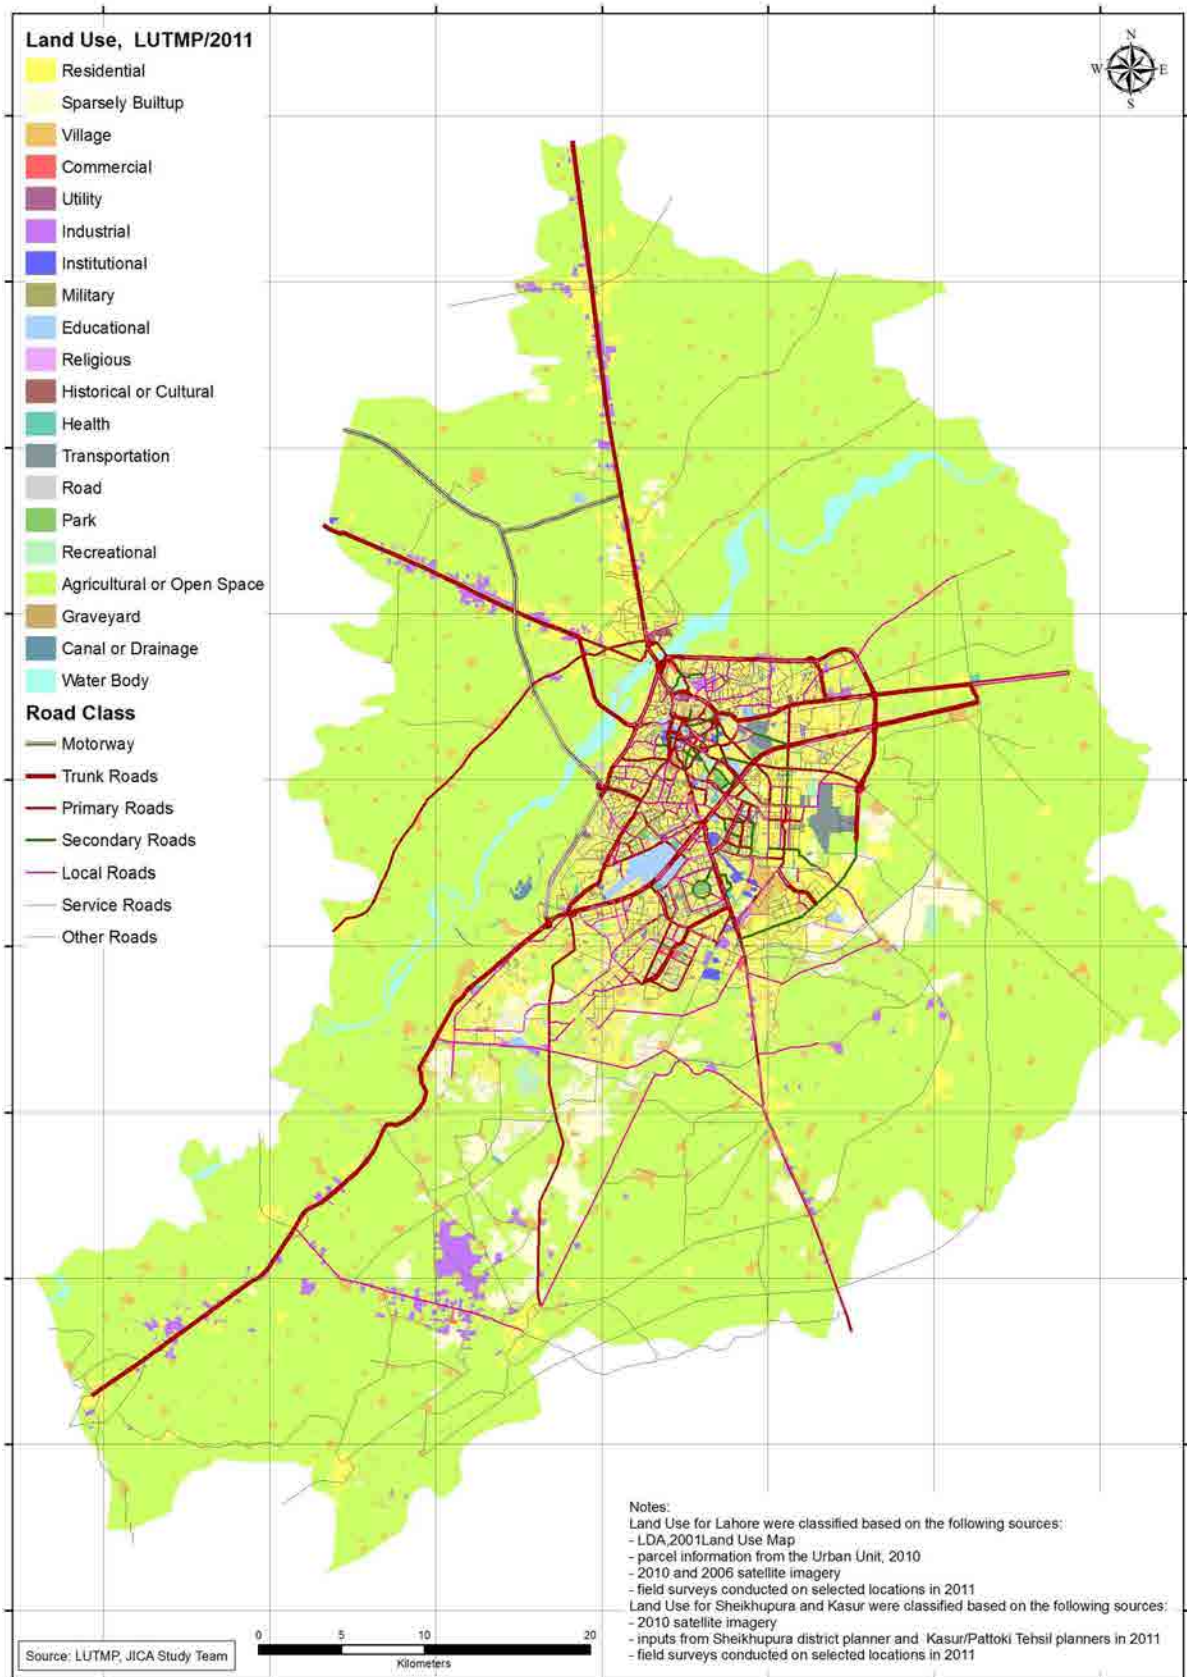 Land Use, LUTMP/2011
Residential
Sparsely Builtup
Village
Commercial
Utility
Industrial
Institutional
Military
Educational
Religious
Historical or Cultural
Health
Transportation
Road
Park
Recreational
Agricultural or Open Space
Graveyard
Canal or Drainage
Water Body
Road Class
Motorway
Trunk Roads
Primary Roads
Secondary Roads
Local Roads
Service Roads
Other Roads
N
W E
S
Notes:
Land Use for Lahore were classified based on the following sources:
- LDA,2001Land Use Map
- parcel information from the Urban Unit, 2010
- 2010 and 2006 satellite imagery
- field surveys conducted on selected locations in 2011
Land Use for Sheikhupura and Kasur were classified based on the following sources:
- 2010 satellite imagery
- inputs from Sheikhupura district planner and Kasur/Pattoki Tehsil planners in 2011
- field surveys conducted on selected locations in 2011
Source: LUTMP, JICA Study Team
0 5 10 20
Kilometers